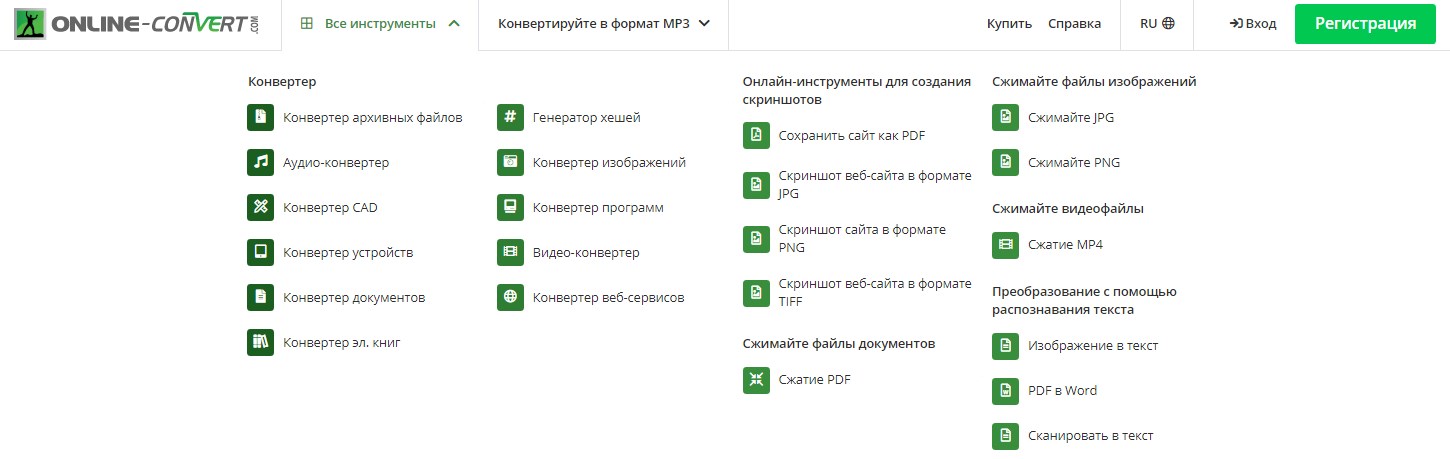 ONLINE-CONVERT.COM
Все инструменты
Конвертируйте в формат MP3
Купить
Справка
RU
Вход
Регистрация
Конвертер
Конвертер архивных файлов
Аудио-конвертер
Конвертер CAD
Конвертер устройств
Конвертер документов
Конвертер эл. книг
Генератор хешей
Конвертер изображений
Конвертер программ
Видео-конвертер
Конвертер веб-сервисов
Онлайн-инструменты для создания
скриншотов
Сохранить сайт как PDF
Скриншот веб-сайта в формате
JPG
Скриншот сайта в формате
PNG
Скриншот веб-сайта в формате
TIFF
Сжимайте файлы документов
Сжатие PDF
Сжимайте файлы изображений
Сжимайте JPG
Сжимайте PNG
Сжимайте видеофайлы
Сжатие MP4
Преобразование с помощью
распознавания текста
Изображение в текст
PDF в Word
Сканировать в текст